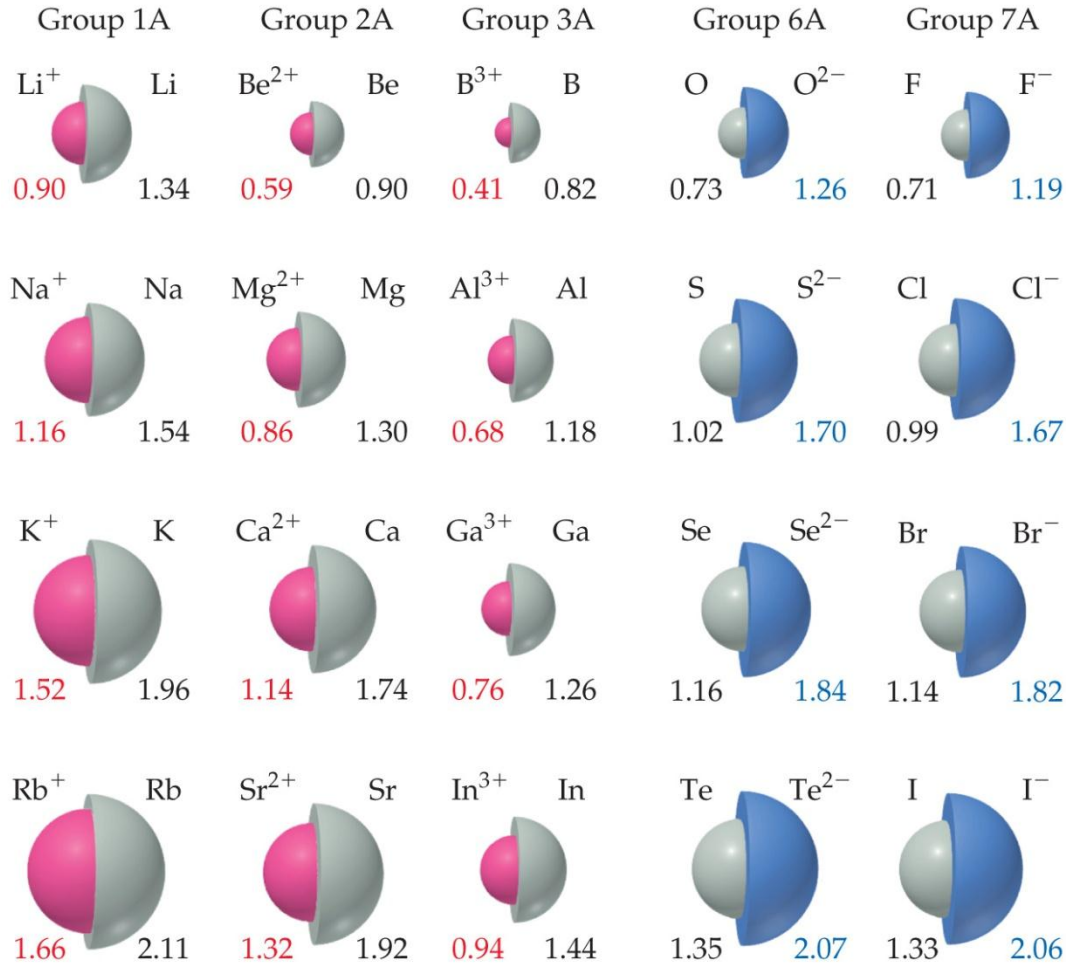 Group 1A Group 2A Group 3A Group 6A Group 7A
Li⁺ Li Be²⁺ Be B³⁺ B O O²⁻ F F⁻
0.90 1.34 0.59 0.90 0.41 0.82 0.73 1.26 0.71 1.19
Na⁺ Na Mg²⁺ Mg Al³⁺ Al S S²⁻ Cl Cl⁻
1.16 1.54 0.86 1.30 0.68 1.18 1.02 1.70 0.99 1.67
K⁺ K Ca²⁺ Ca Ga³⁺ Ga Se Se²⁻ Br Br⁻
1.52 1.96 1.14 1.74 0.76 1.26 1.16 1.84 1.14 1.82
Rb⁺ Rb Sr²⁺ Sr In³⁺ In Te Te²⁻ I I⁻
1.66 2.11 1.32 1.92 0.94 1.44 1.35 2.07 1.33 2.06